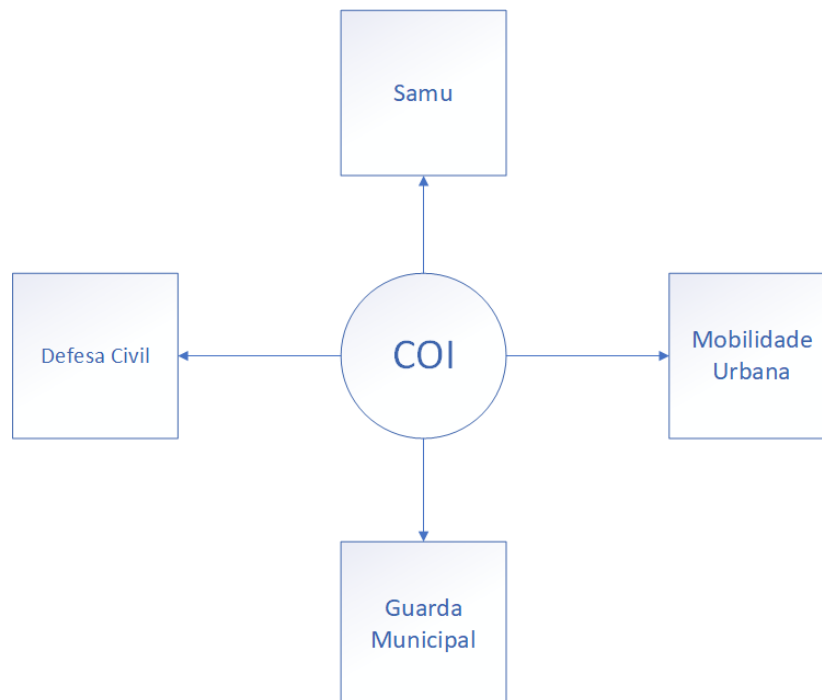 Samu
Defesa Civil
COI
Mobilidade
Urbana
Guarda
Municipal